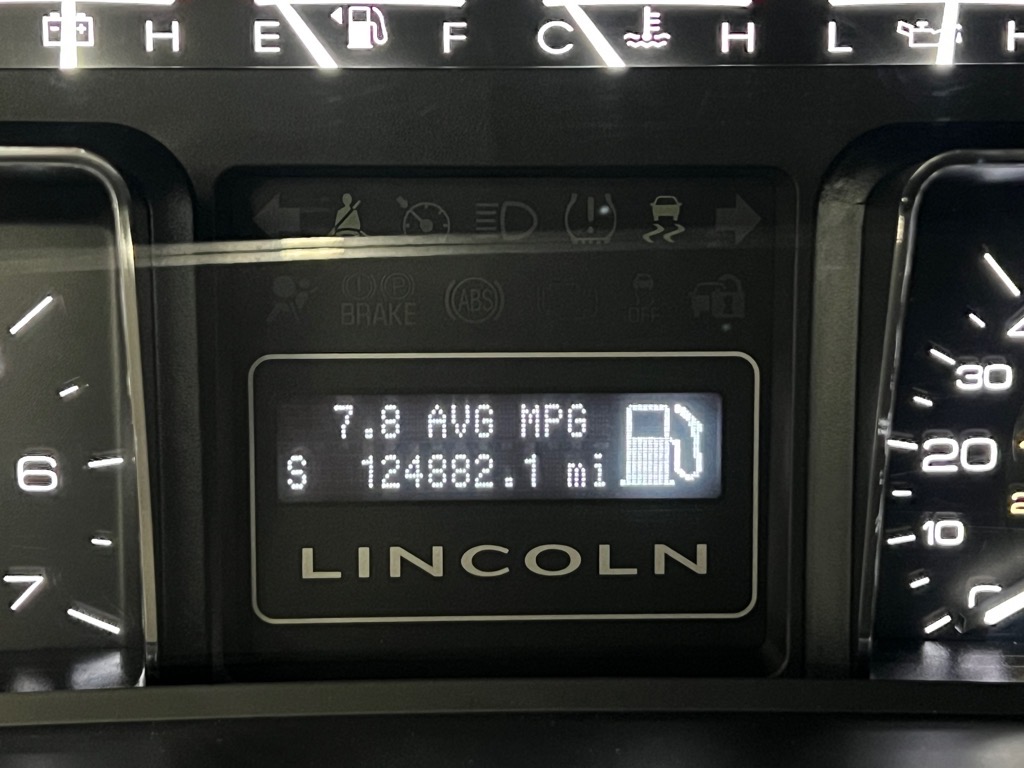 H E F C H L H
BRAKE ABS OFF
30
7.8 AVG MPG
S 124882.1 mi
6 20
10
LINCOLN
7